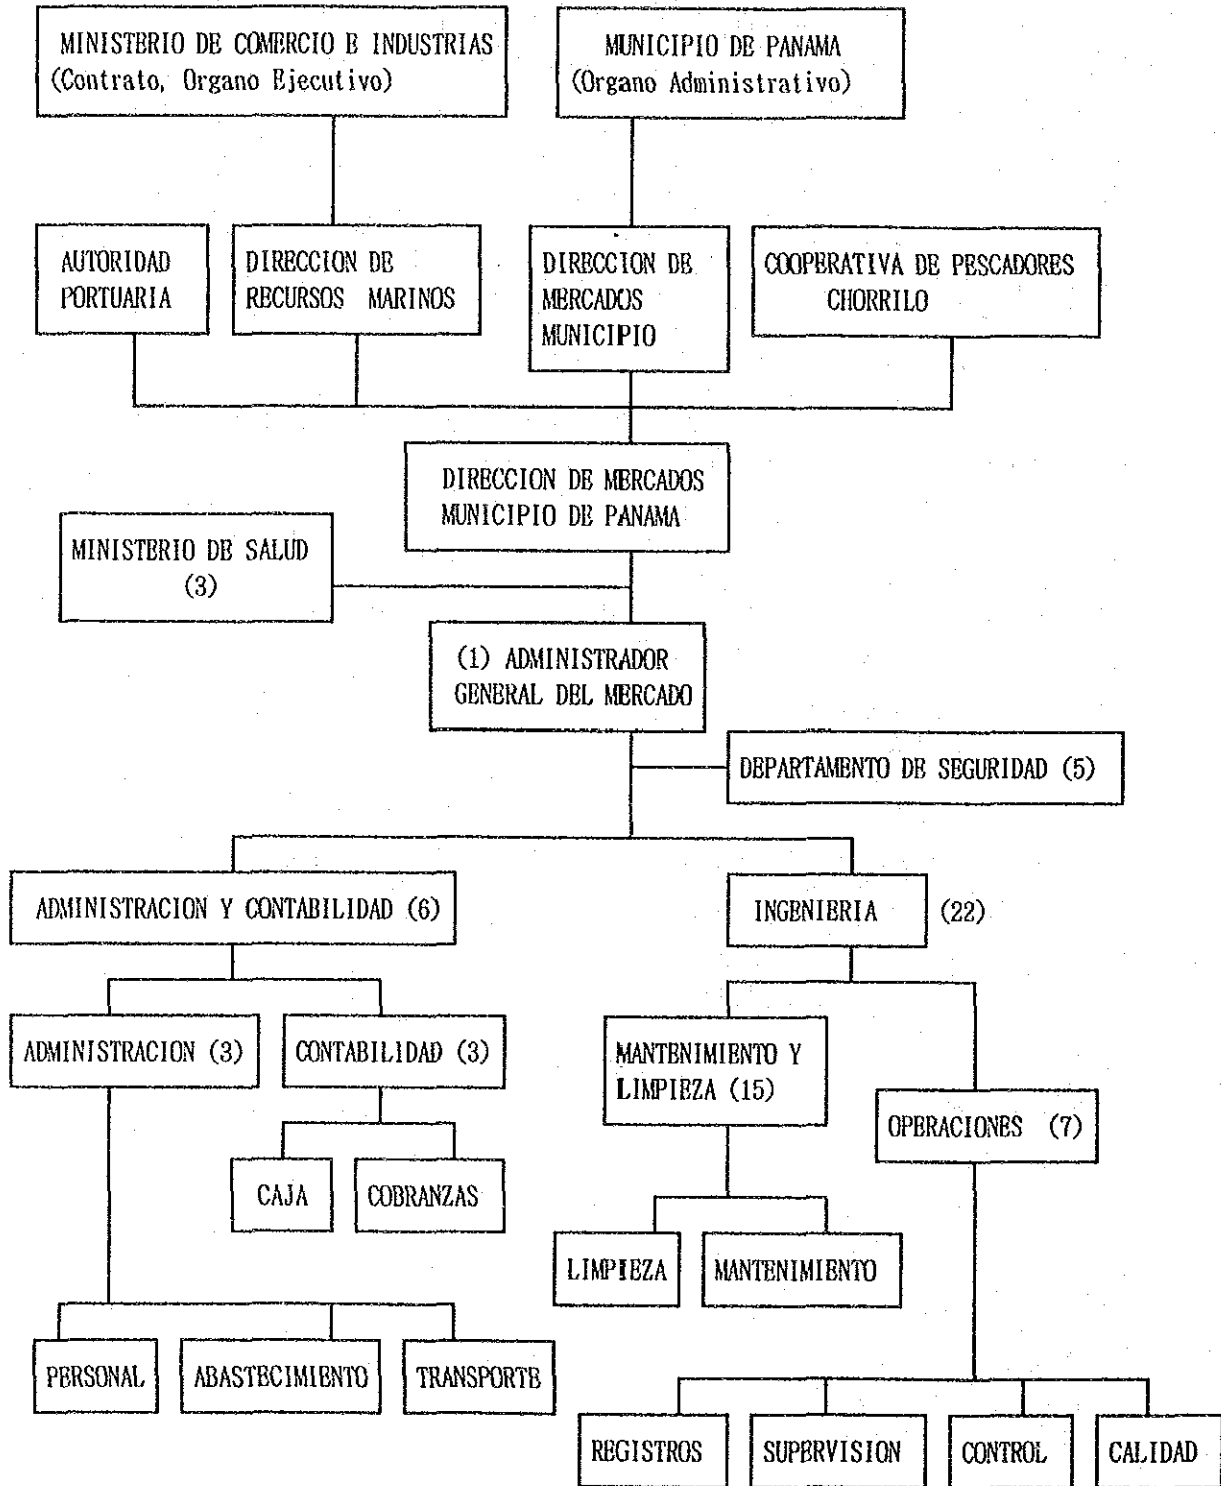 MINISTERIO DE COMERCIO E INDUSTRIAS
(Contrato, Organo Ejecutivo)
MUNICIPIO DE PANAMA
(Organo Administrativo)
AUTORIDAD
PORTUARIA
DIRECCION DE
RECURSOS MARINOS
DIRECCION DE
MERCADOS
MUNICIPIO
COOPERATIVA DE PESCADORES
CHORRILO
DIRECCION DE MERCADOS
MUNICIPIO DE PANAMA
MINISTERIO DE SALUD
(3)
(1) ADMINISTRADOR
GENERAL DEL MERCADO
DEPARTAMENTO DE SEGURIDAD (5)
ADMINISTRACION Y CONTABILIDAD (6)
INGENIERIA (22)
ADMINISTRACION (3)
CONTABILIDAD (3)
MANTENIMIENTO Y
LIMPIEZA (15)
OPERACIONES (7)
CAJA
COBRANZAS
LIMPIEZA
MANTENIMIENTO
PERSONAL
ABASTECIMIENTO
TRANSPORTE
REGISTROS
SUPERVISION
CONTROL
CALIDAD